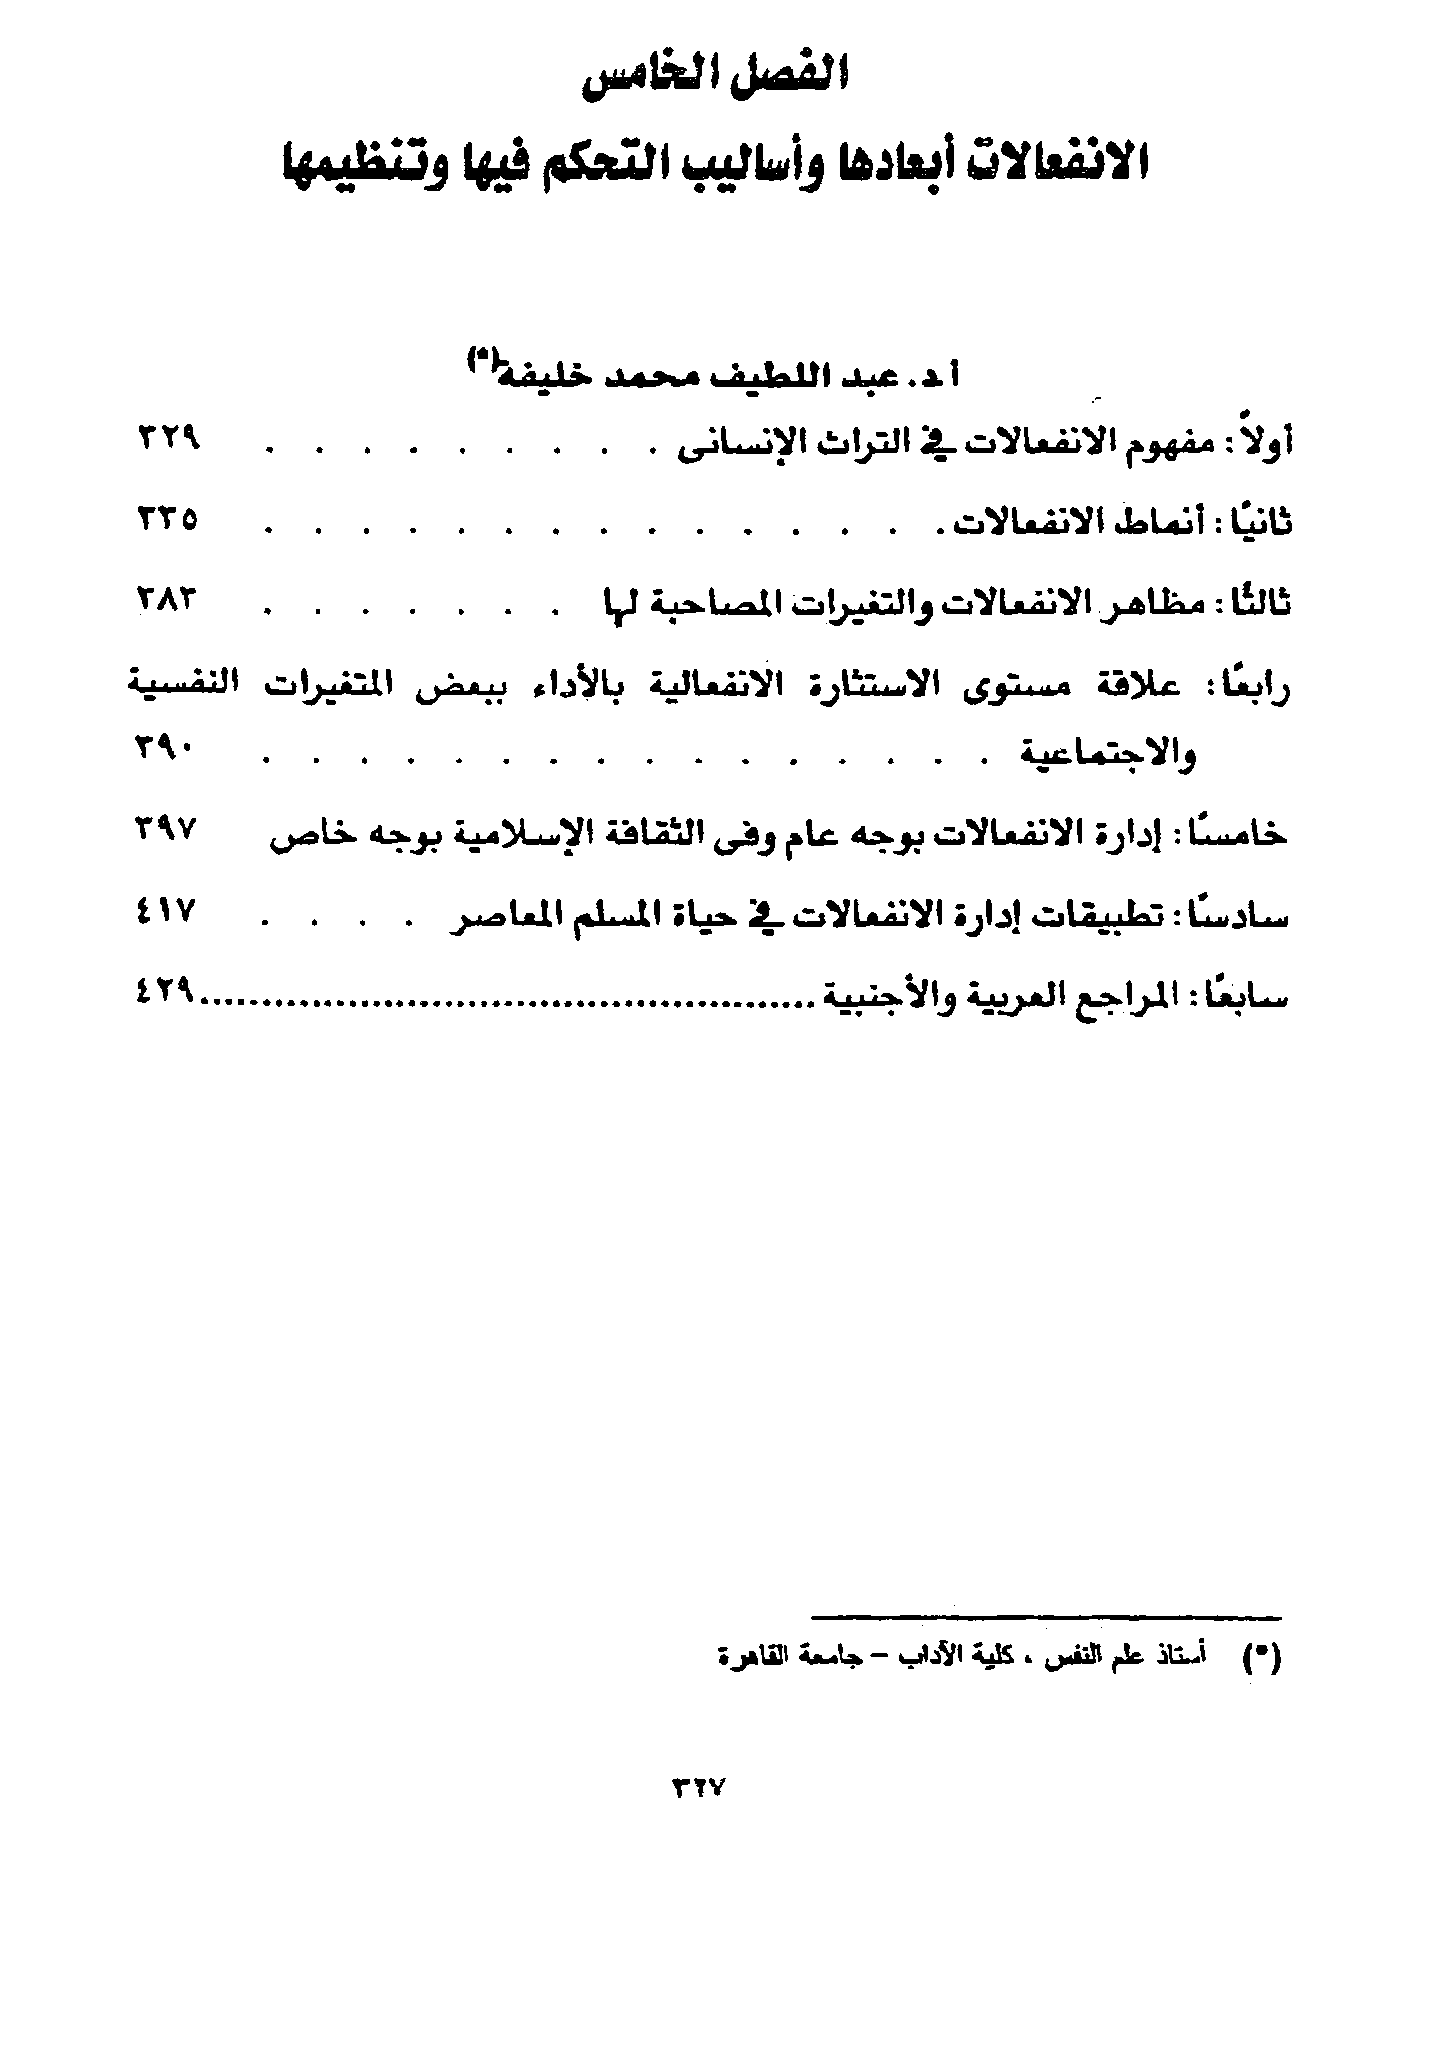 الفصل الخامس
الانفعالات أبعادها وأساليب التحكم فيها وتنظيمها
أ.د. عبد اللطيف محمد خليفة(*)
أولاً: مفهوم الانفعالات في التراث الإنسانى . . . . . . . . . ٣٢٩
ثانيًا: أنماط الانفعالات . . . . . . . . . . . . . . . ٣٣٥
ثالثًا: مظاهر الانفعالات والتغيرات المصاحبة لها . . . . . . . ٣٨٣
رابعًا: علاقة مستوى الاستثارة الانفعالية بالأداء ببعض المتغيرات النفسية
والاجتماعية . . . . . . . . . . . . . . . . ٣٩٠
خامسًا: إدارة الانفعالات بوجه عام وفى الثقافة الإسلامية بوجه خاص ٣٩٧
سادسًا: تطبيقات إدارة الانفعالات في حياة المسلم المعاصر . . . . ٤١٧
سابعًا: المراجع العربية والأجنبية .................................................. ٤٢٩
(*) أستاذ علم النفس ، كلية الآداب – جامعة القاهرة
٣٢٧